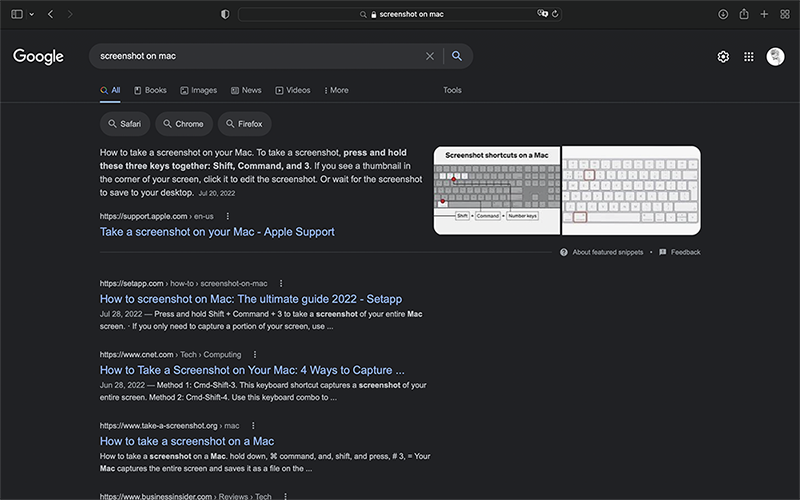 screenshot on mac
Google
screenshot on mac
All Books Images News Videos More Tools
Safari Chrome Firefox
How to take a screenshot on your Mac. To take a screenshot, press and hold
these three keys together: Shift, Command, and 3. If you see a thumbnail in
the corner of your screen, click it to edit the screenshot. Or wait for the screenshot
to save to your desktop. Jul 20, 2022
Screenshot shortcuts on a Mac
Shift + Command + Number keys
https://support.apple.com › en-us
Take a screenshot on your Mac - Apple Support
About featured snippets • Feedback
https://setapp.com › how-to › screenshot-on-mac
How to screenshot on Mac: The ultimate guide 2022 - Setapp
Jul 28, 2022 — Press and hold Shift + Command + 3 to take a screenshot of your entire Mac
screen. · If you only need to capture a portion of your screen, use ...
https://www.cnet.com › Tech › Computing
How to Take a Screenshot on Your Mac: 4 Ways to Capture ...
Jun 28, 2022 — Method 1: Cmd-Shift-3. This keyboard shortcut captures a screenshot of your
entire screen. Method 2: Cmd-Shift-4. Use this keyboard combo to ...
https://www.take-a-screenshot.org › mac
How to take a screenshot on a Mac
How to take a screenshot on a Mac. hold down, ⌘ command, and, shift, and press, # 3, = Your
Mac captures the entire screen and saves it as a file on the ...
https://www.businessinsider.com › Reviews › Tech